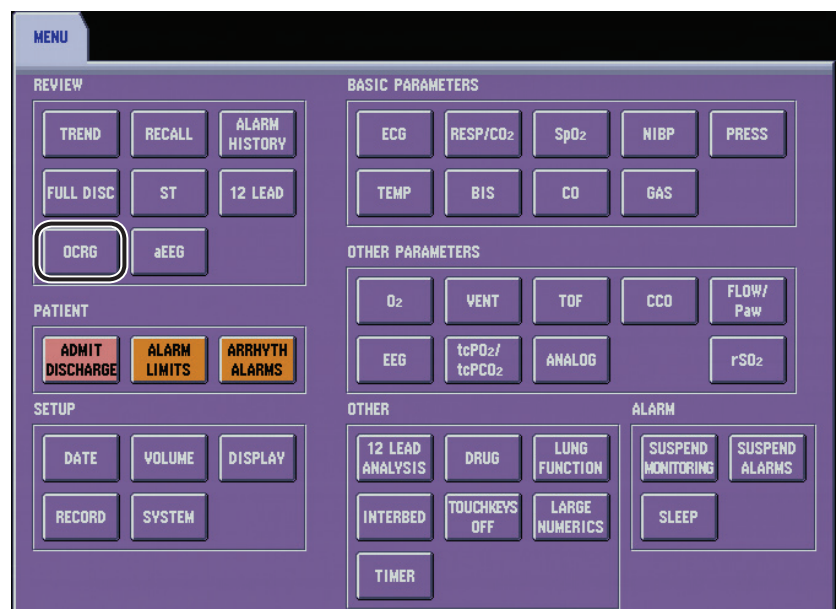 MENU
REVIEW
TREND
RECALL
ALARM
HISTORY
FULL DISC
ST
12 LEAD
OCRG
aEEG
PATIENT
ADMIT
DISCHARGE
ALARM
LIMITS
ARRHYTH
ALARMS
SETUP
DATE
VOLUME
DISPLAY
RECORD
SYSTEM
BASIC PARAMETERS
ECG
RESP/CO₂
SpO₂
NIBP
PRESS
TEMP
BIS
CO
GAS
OTHER PARAMETERS
O₂
VENT
TOF
CCO
FLOW/
Paw
EEG
tcPO₂/
tcPCO₂
ANALOG
rSO₂
OTHER
12 LEAD
ANALYSIS
DRUG
LUNG
FUNCTION
INTERBED
TOUCHKEYS
OFF
LARGE
NUMERICS
TIMER
ALARM
SUSPEND
MONITORING
SUSPEND
ALARMS
SLEEP